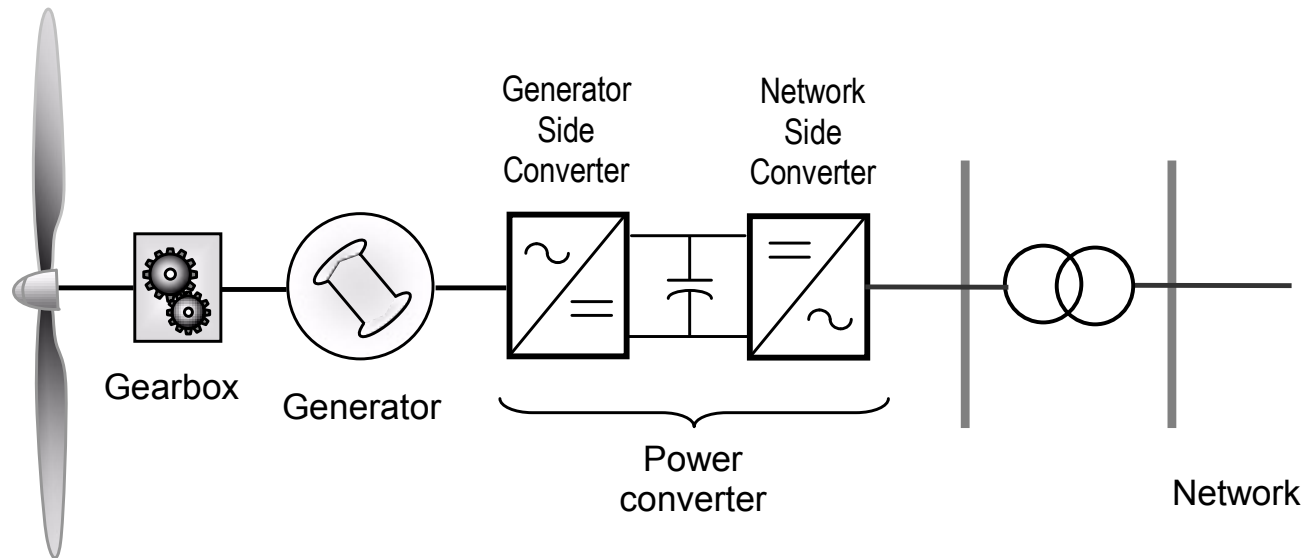 Generator
Side
Converter
Network
Side
Converter
Gearbox
Generator
Power
converter
Network